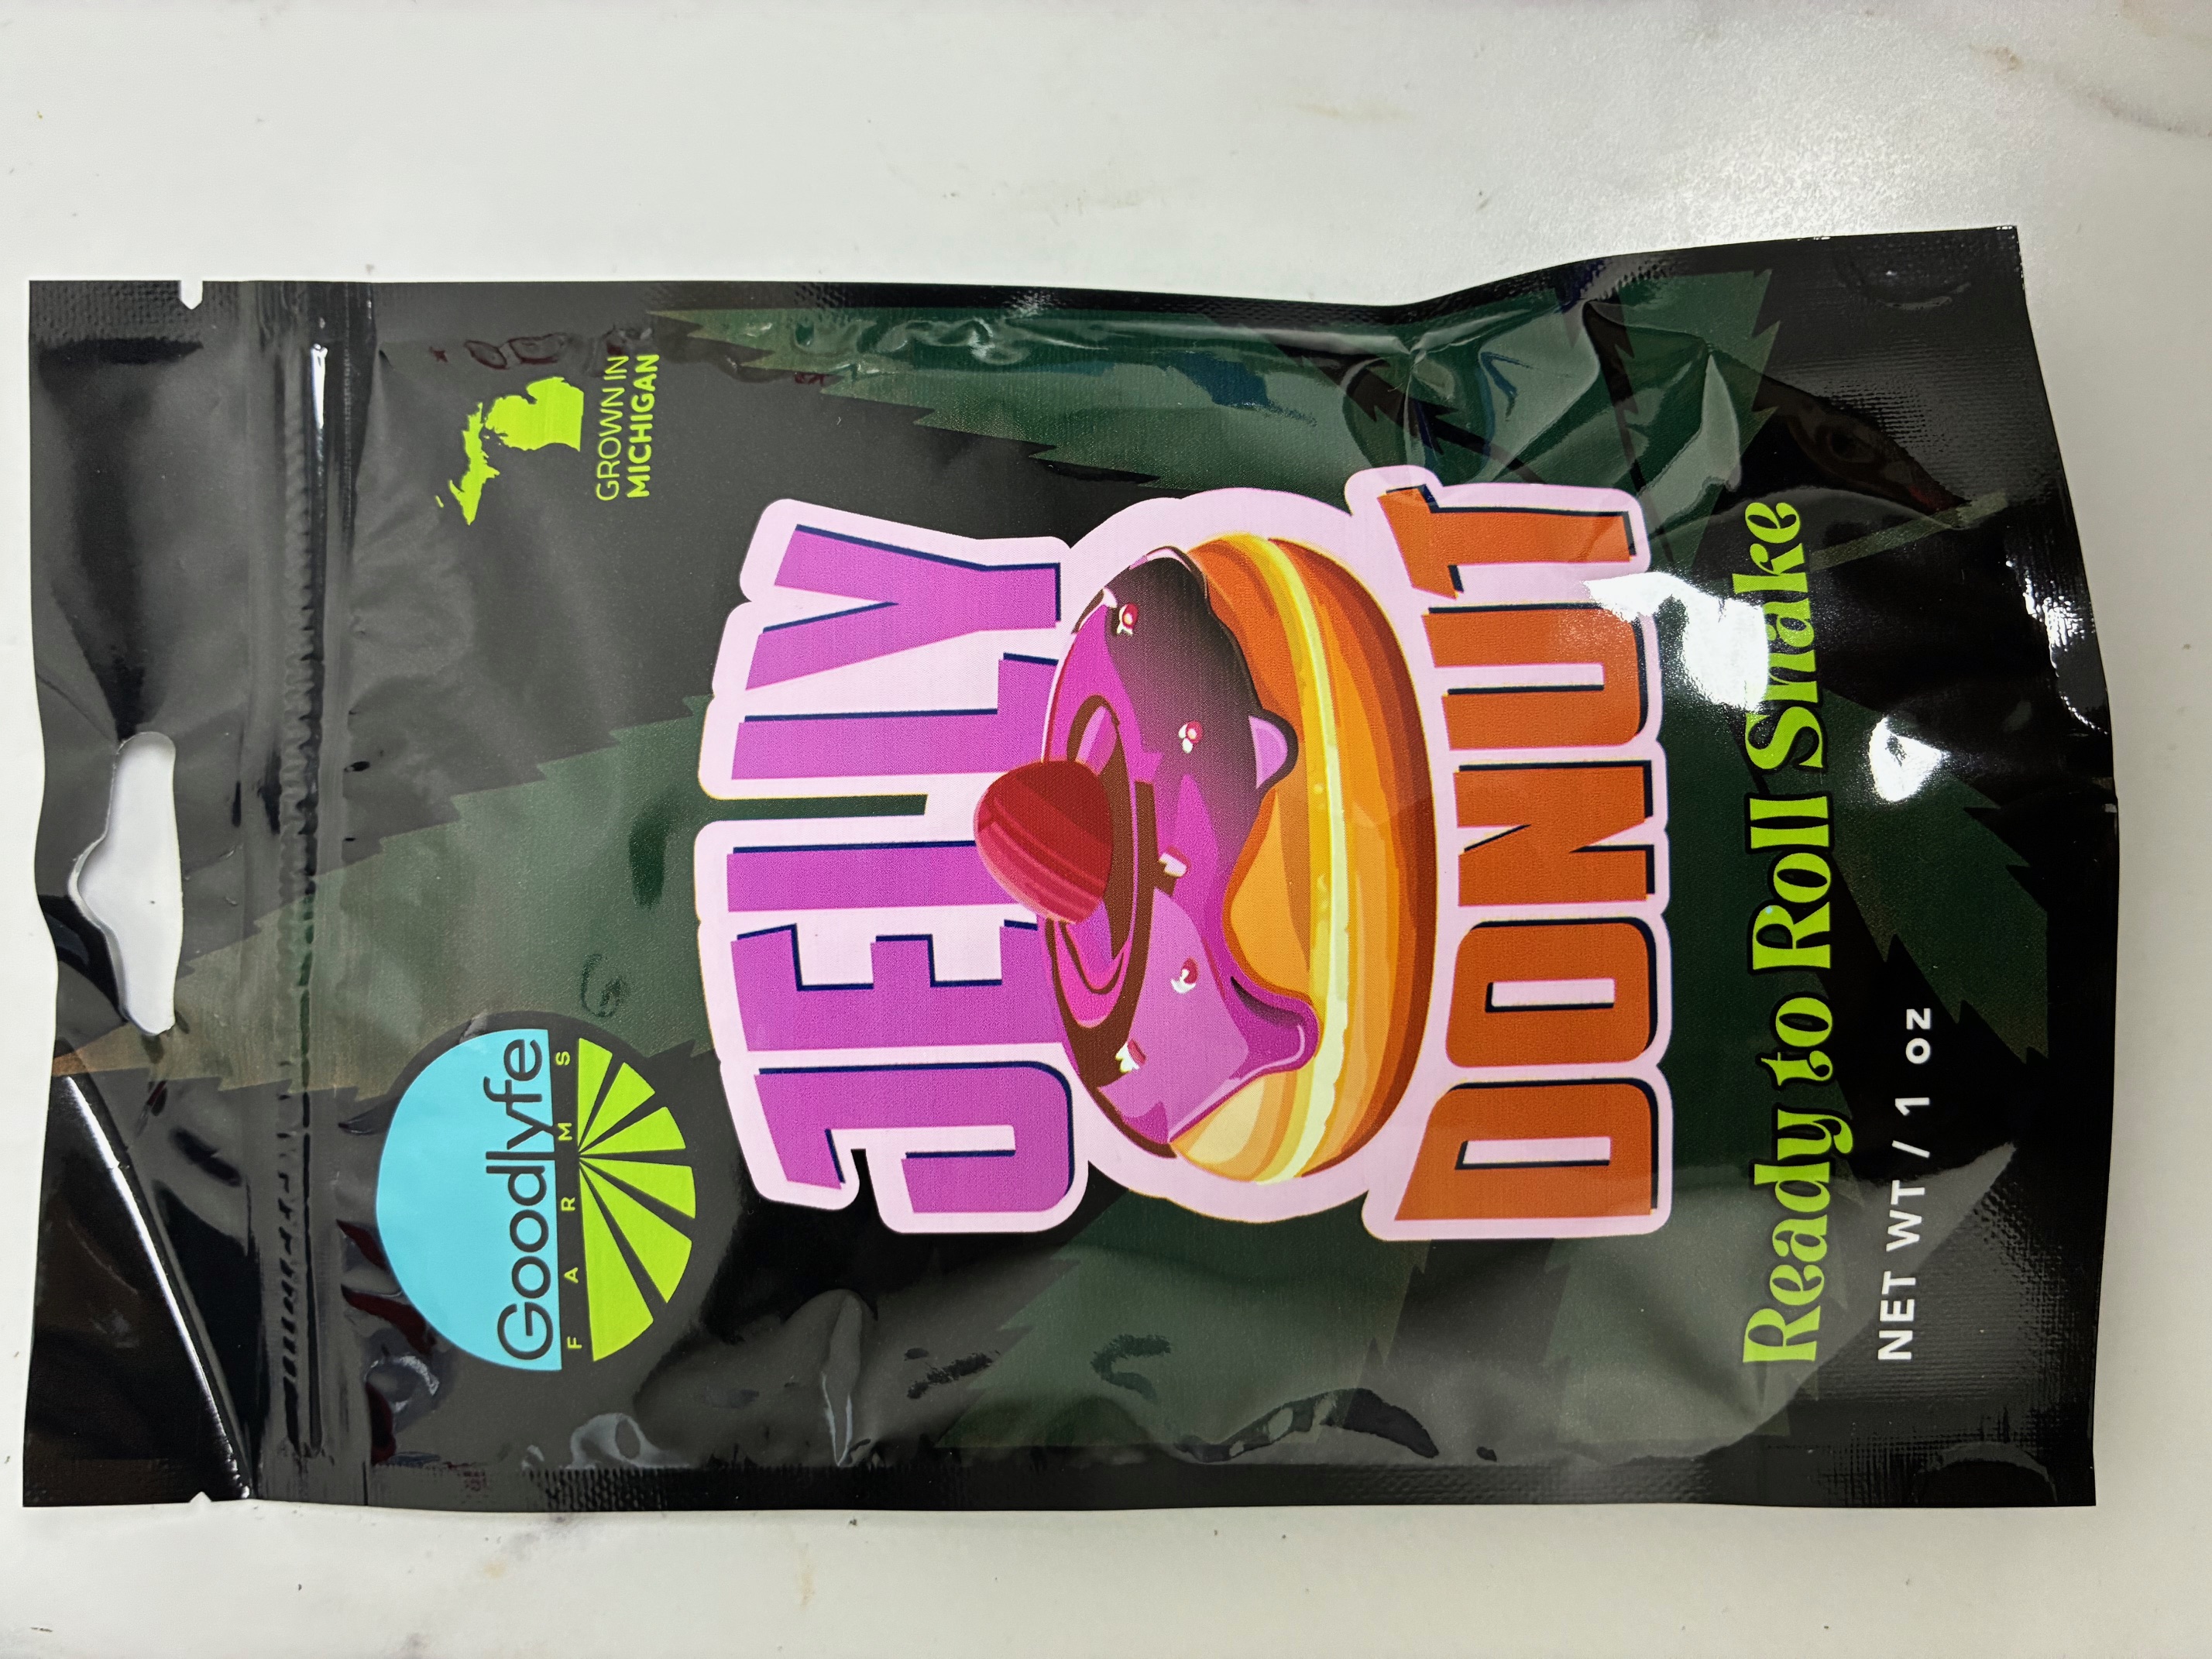 Goodlyfe
FARMS
GROWN IN
MICHIGAN
JELLY
DONUT
Ready to Roll Shake
NET WT / 1 oz